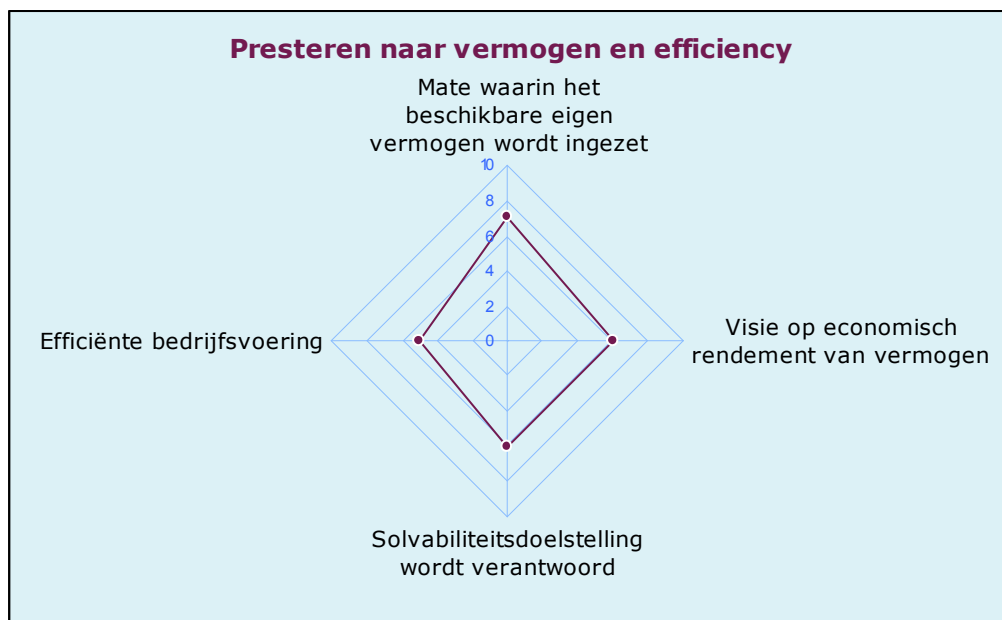 Presteren naar vermogen en efficiency
Mate waarin het
beschikbare eigen
vermogen wordt ingezet
10
8
6
4
2
0
Efficiënte bedrijfsvoering
Visie op economisch
rendement van vermogen
Solvabiliteitsdoelstelling
wordt verantwoord